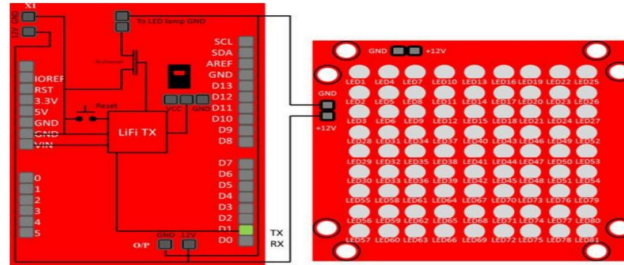 X1
GND
12V
To LED lamp GND
SCL
SDA
AREF
GND
D13
D12
D11
D10
D9
D8
IOREF
RST
3.3V
5V
GND
GND
VIN
Reset
VCC
GND
LiFi TX
D7
D6
D5
D4
D3
D2
D1
D0
0
1
2
3
4
5
GND
12V
O/P
TX
RX
GND
+12V
GND
+12V
LED1 LED4 LED7 LED10 LED13 LED16 LED19 LED22 LED25
LED2 LED5 LED8 LED11 LED14 LED17 LED20 LED23 LED26
LED3 LED6 LED9 LED12 LED15 LED18 LED21 LED24 LED27
LED28 LED31 LED34 LED37 LED40 LED43 LED46 LED49 LED52
LED29 LED32 LED35 LED38 LED41 LED44 LED47 LED50 LED53
LED30 LED33 LED36 LED39 LED42 LED45 LED48 LED51 LED54
LED55 LED58 LED61 LED64 LED67 LED70 LED73 LED76 LED79
LED56 LED59 LED62 LED65 LED68 LED71 LED74 LED77 LED80
LED57 LED60 LED63 LED66 LED69 LED72 LED75 LED78 LED81